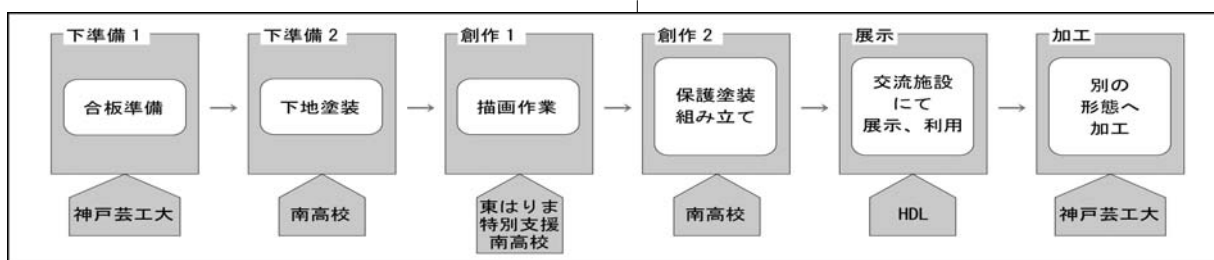 下準備1
合板準備
神戸芸工大
下準備2
下地塗装
南高校
創作1
描画作業
東はりま
特別支援
南高校
創作2
保護塗装
組み立て
南高校
展示
交流施設
にて
展示、利用
HDL
加工
別の
形態へ
加工
神戸芸工大